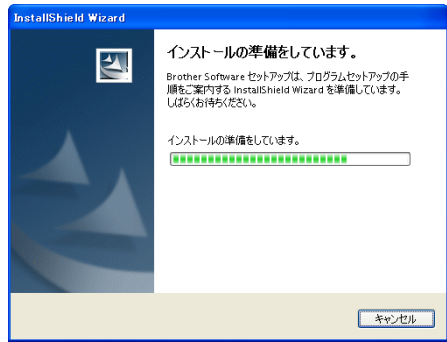 InstallShield Wizard
インストールの準備をしています。
Brother Software セットアップは、プログラムセットアップの手
順をご案内する InstallShield Wizard を準備しています。
しばらくお待ちください。
インストールの準備をしています。
キャンセル